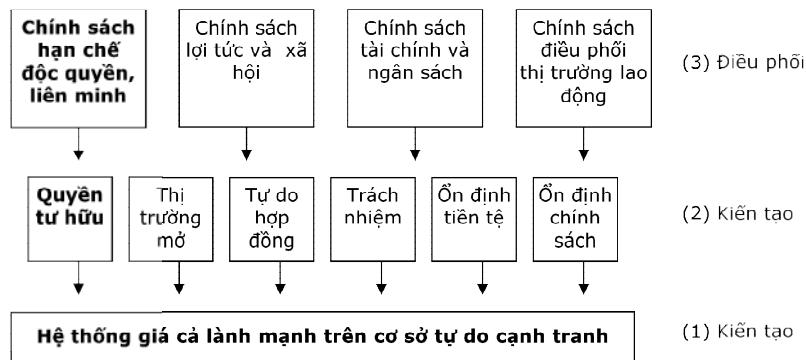 Chính sách
hạn chế
độc quyền,
liên minh
Chính sách
lợi tức và xã
hội
Chính sách
tài chính và
ngân sách
Chính sách
điều phối
thị trường lao
động
(3) Điều phối
Quyền
tư hữu
Thị
trường
mở
Tự do
hợp
đồng
Trách
nhiệm
Ổn định
tiền tệ
Ổn định
chính
sách
(2) Kiến tạo
Hệ thống giá cả lành mạnh trên cơ sở tự do cạnh tranh
(1) Kiến tạo